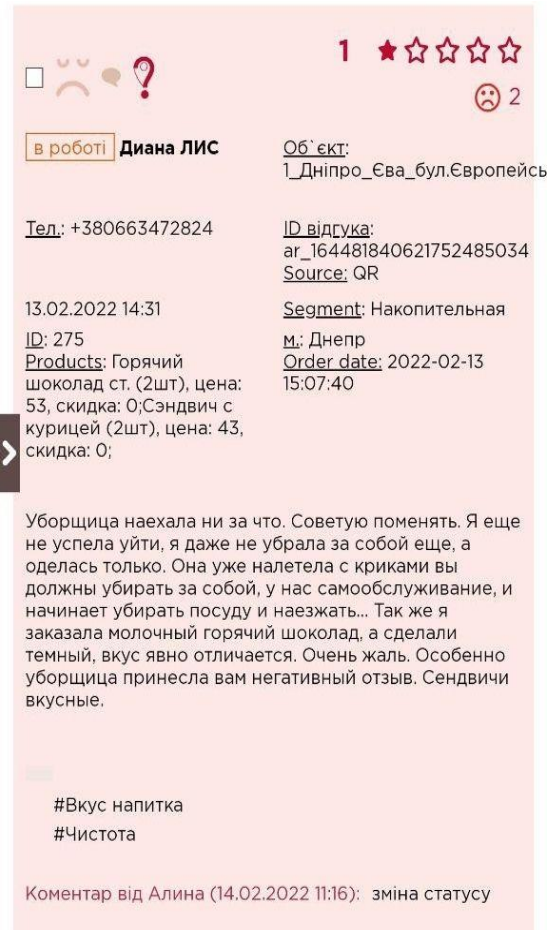 1
2
в роботі Диана ЛИС
Об`єкт:
1_Дніпро_Єва_бул.Європейсь
Тел.: +380663472824
ID відгука:
ar_164481840621752485034
Source: QR
13.02.2022 14:31
Segment: Накопительная
ID: 275
м.: Днепр
Products: Горячий
шоколад ст. (2шт), цена:
53, скидка: 0;Сэндвич с
курицей (2шт), цена: 43,
скидка: 0;
Order date: 2022-02-13
15:07:40
Уборщица наехала ни за что. Советую поменять. Я еще
не успела уйти, я даже не убрала за собой еще, а
оделась только. Она уже налетела с криками вы
должны убирать за собой, у нас самообслуживание, и
начинает убирать посуду и наезжать... Так же я
заказала молочный горячий шоколад, а сделали
темный, вкус явно отличается. Очень жаль. Особенно
уборщица принесла вам негативный отзыв. Сендвичи
вкусные.
#Вкус напитка
#Чистота
Коментар від Алина (14.02.2022 11:16): зміна статусу